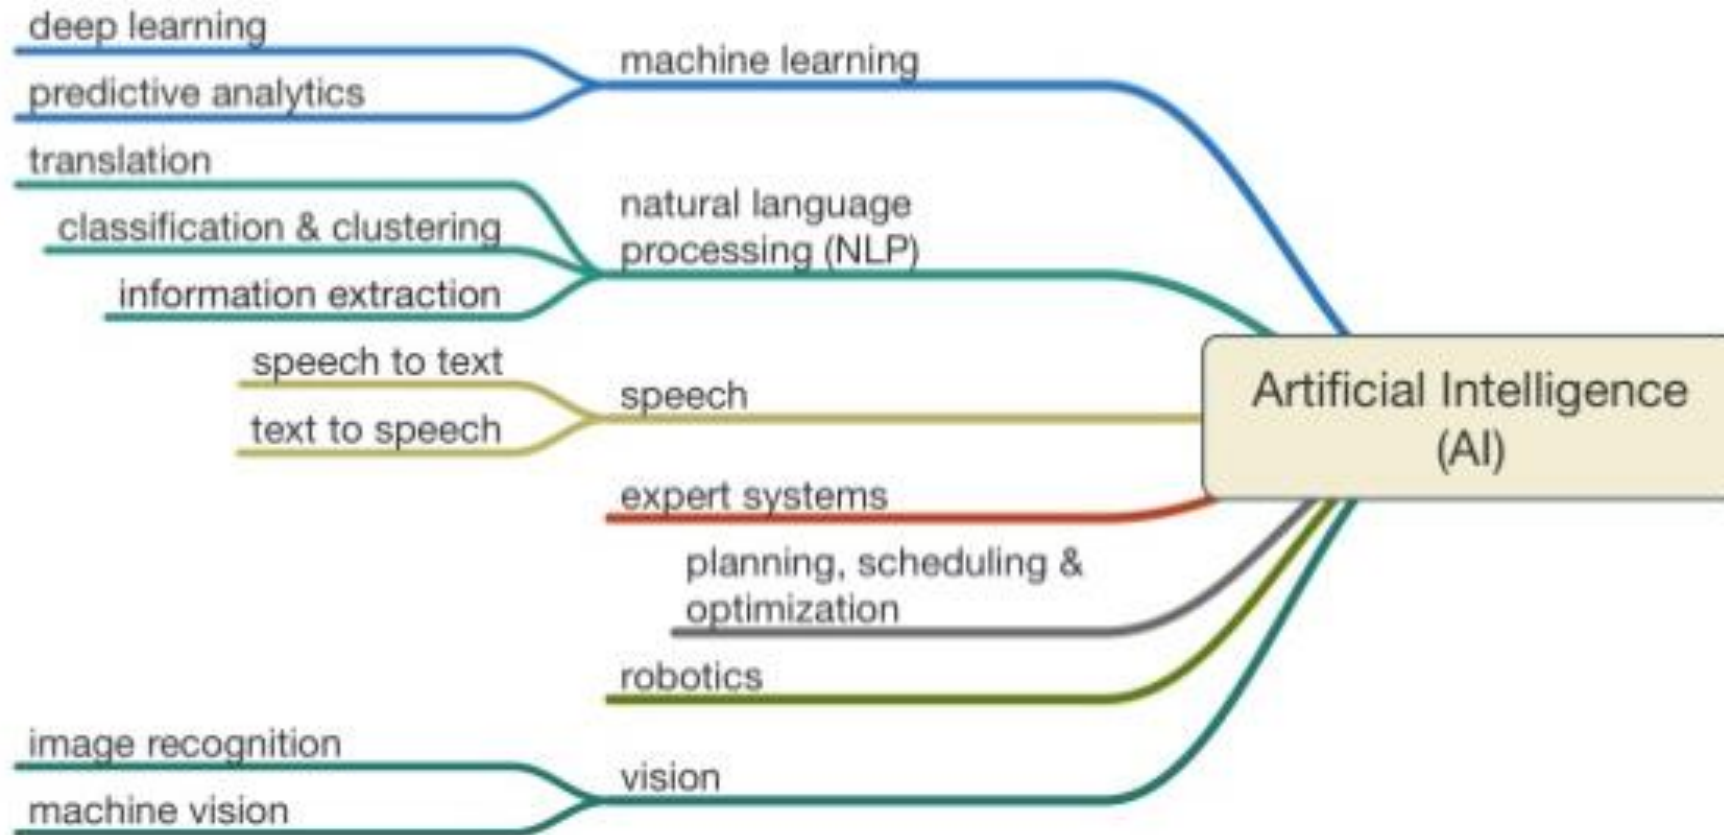 deep learning
machine learning
predictive analytics
translation
natural language
processing (NLP)
classification & clustering
information extraction
speech to text
speech
text to speech
Artificial Intelligence
(AI)
expert systems
planning, scheduling &
optimization
robotics
image recognition
vision
machine vision